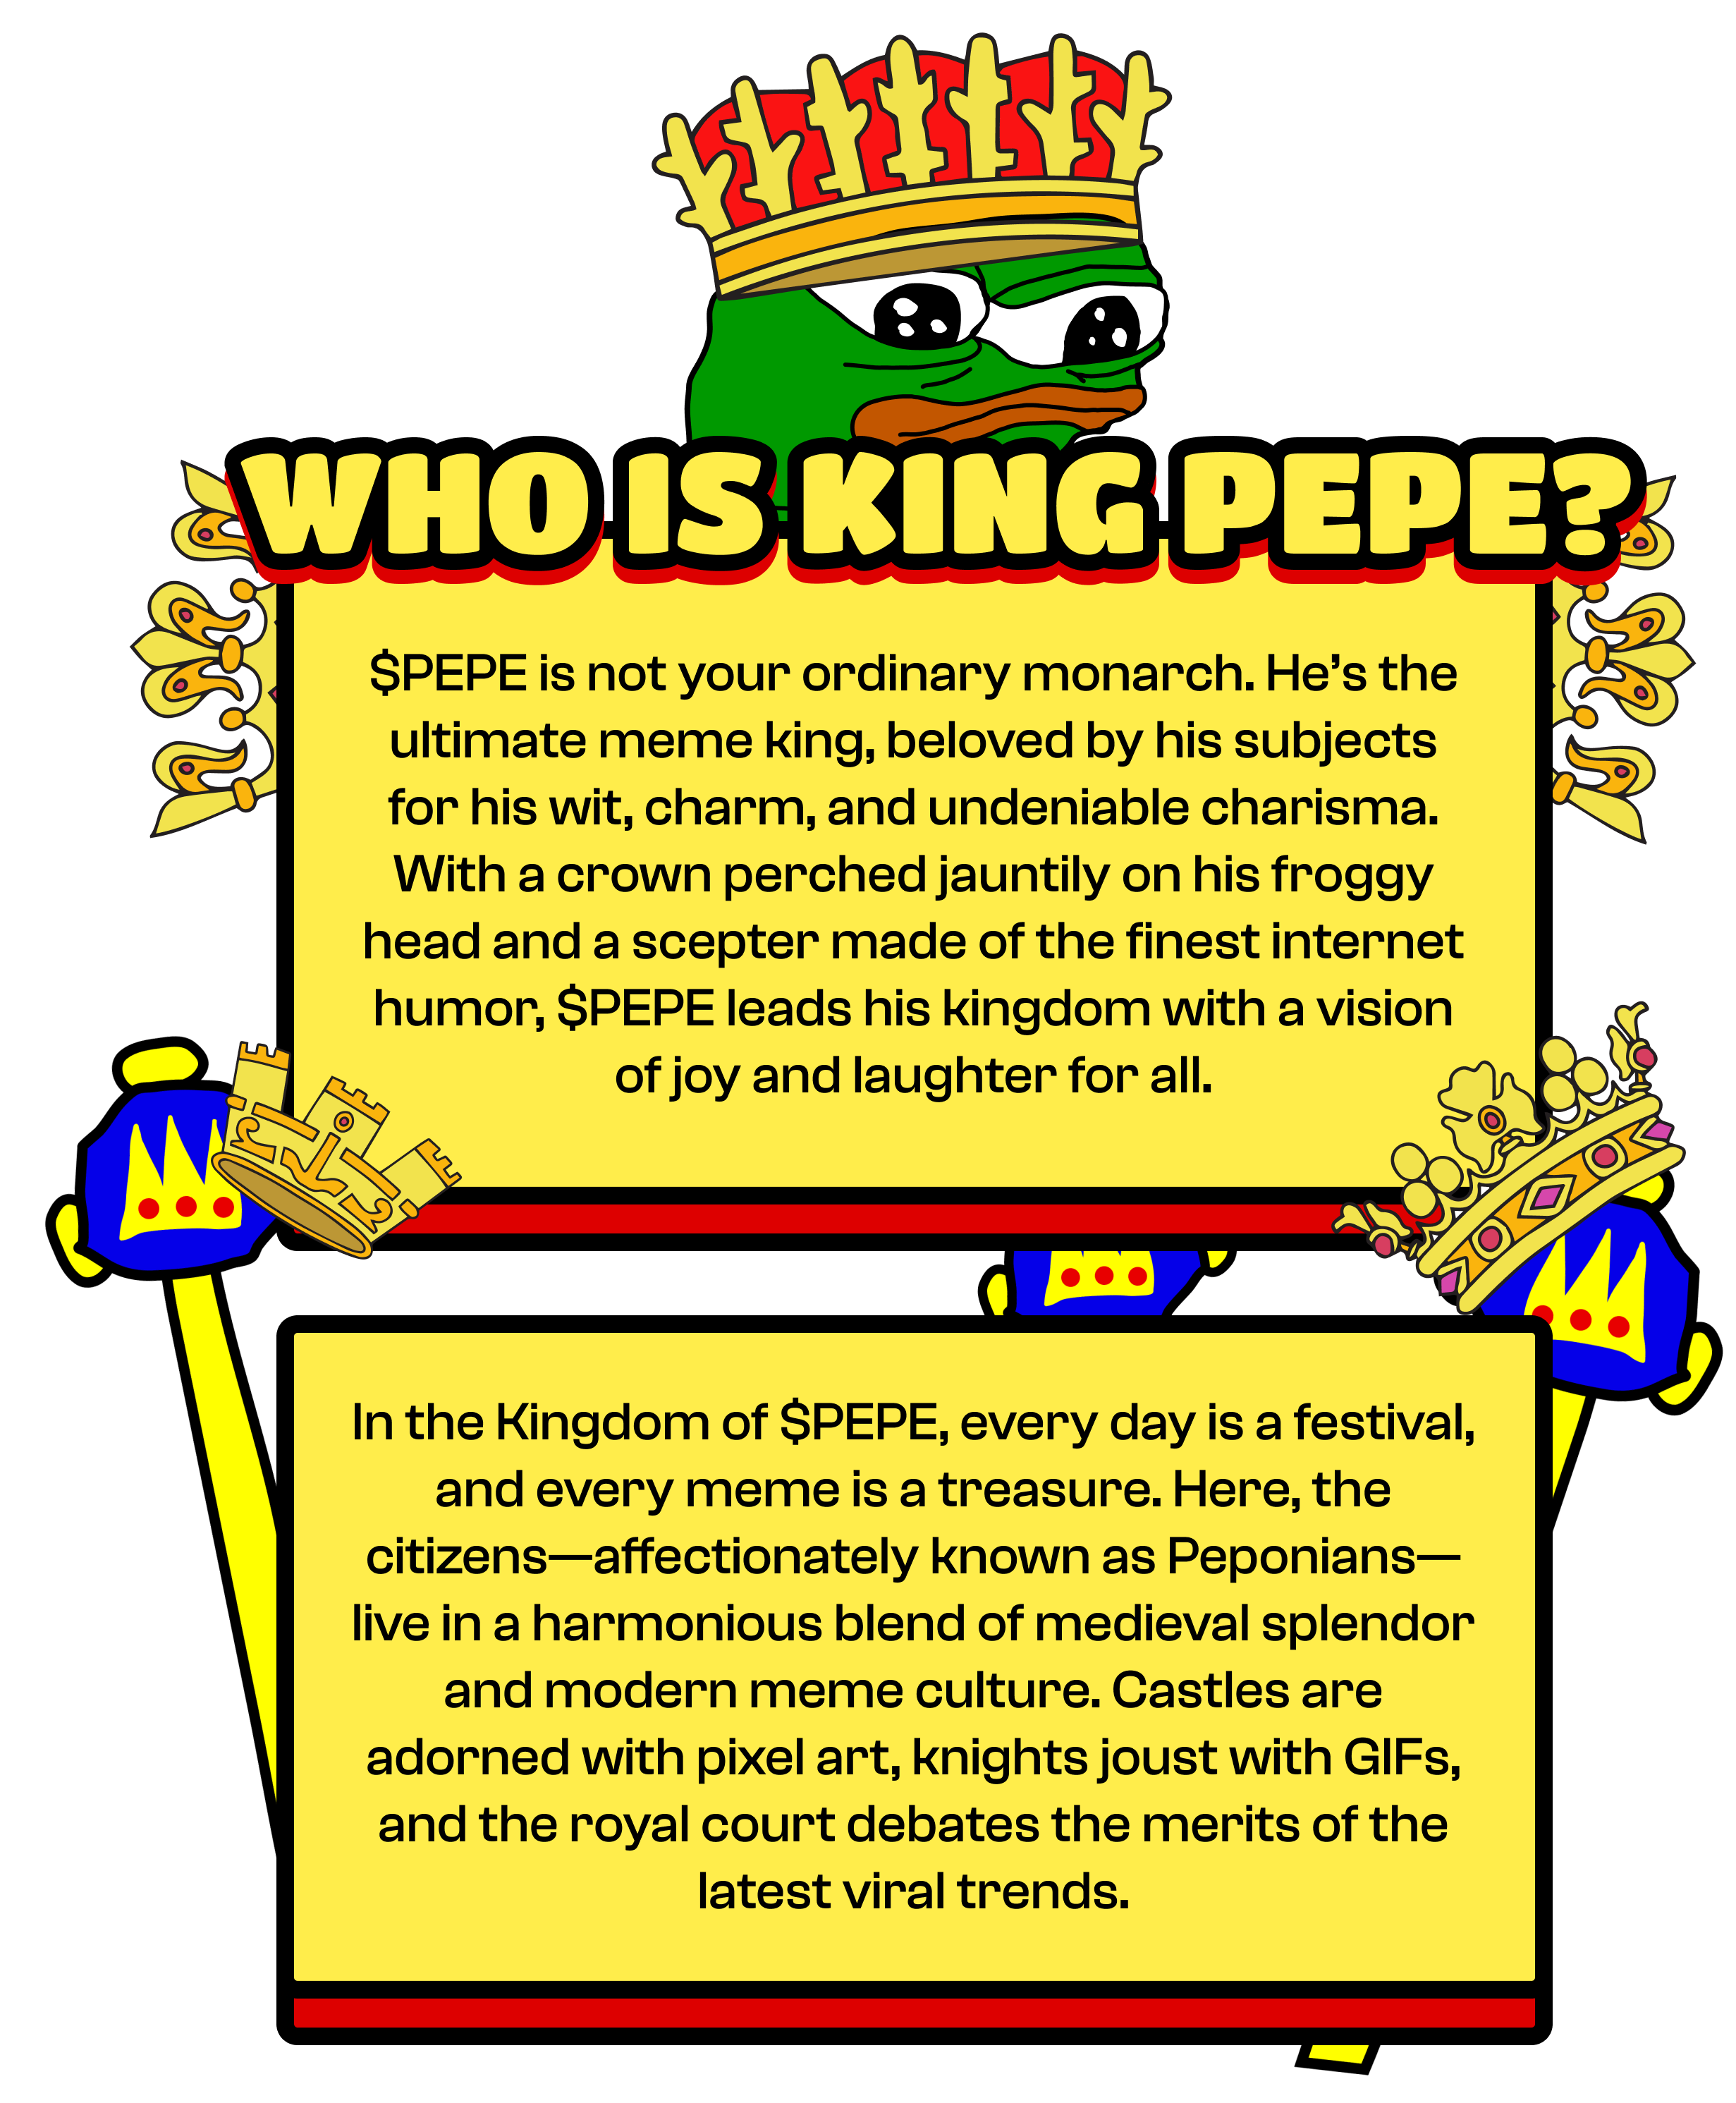 WHO IS KING PEPE?
$PEPE is not your ordinary monarch. He’s the
ultimate meme king, beloved by his subjects
for his wit, charm, and undeniable charisma.
With a crown perched jauntily on his froggy
head and a scepter made of the finest internet
humor, $PEPE leads his kingdom with a vision
of joy and laughter for all.
In the Kingdom of $PEPE, every day is a festival,
and every meme is a treasure. Here, the
citizens—affectionately known as Peponians—
live in a harmonious blend of medieval splendor
and modern meme culture. Castles are
adorned with pixel art, knights joust with GIFs,
and the royal court debates the merits of the
latest viral trends.